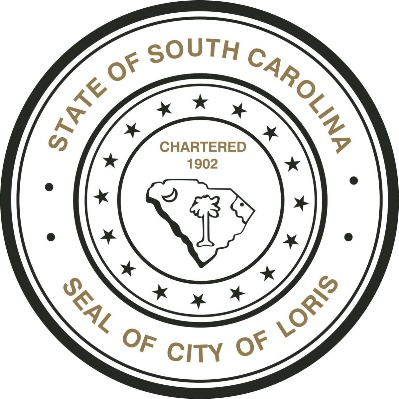 STATE OF SOUTH CAROLINA
CHARTERED
1902
SEAL OF CITY OF LORIS